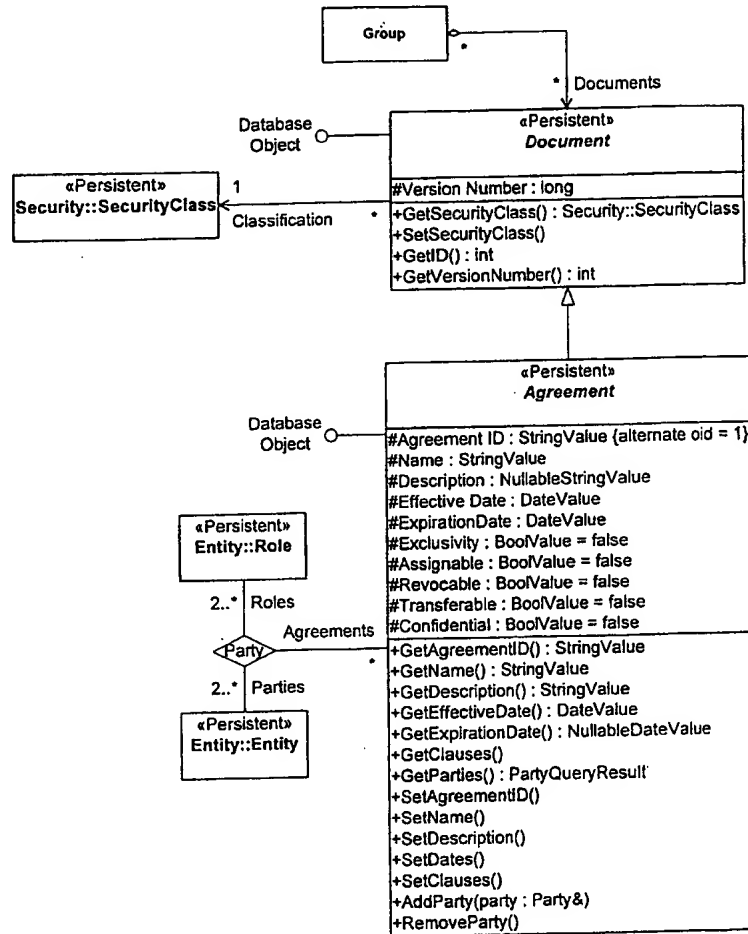 Group
*
* Documents
Database
Object
«Persistent»
Document
#Version Number : long
+GetSecurityClass() : Security::SecurityClass
+SetSecurityClass()
+GetID() : int
+GetVersionNumber() : int
«Persistent»
Security::SecurityClass
1
Classification
*
«Persistent»
Agreement
Database
Object
#Agreement ID : StringValue {alternate oid = 1}
#Name : StringValue
#Description : NullableStringValue
#Effective Date : DateValue
#ExpirationDate : DateValue
#Exclusivity : BoolValue = false
#Assignable : BoolValue = false
#Revocable : BoolValue = false
#Transferable : BoolValue = false
#Confidential : BoolValue = false
+GetAgreementID() : StringValue
+GetName() : StringValue
+GetDescription() : StringValue
+GetEffectiveDate() : DateValue
+GetExpirationDate() : NullableDateValue
+GetClauses()
+GetParties() : PartyQueryResult
+SetAgreementID()
+SetName()
+SetDescription()
+SetDates()
+SetClauses()
+AddParty(party : Party&)
+RemoveParty()
«Persistent»
Entity::Role
2..* Roles
Party
Agreements
*
2..* Parties
«Persistent»
Entity::Entity